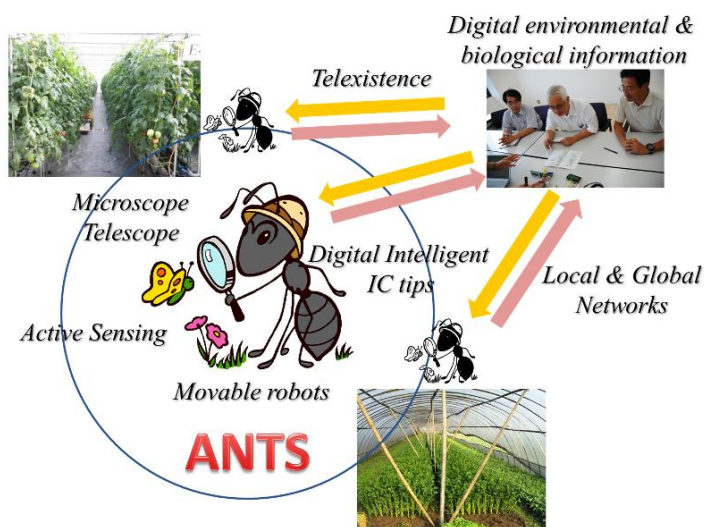 Digital environmental &
biological information
Telexistence
Microscope
Telescope
Digital Intelligent
IC tips
Local & Global
Networks
Active Sensing
Movable robots
ANTS